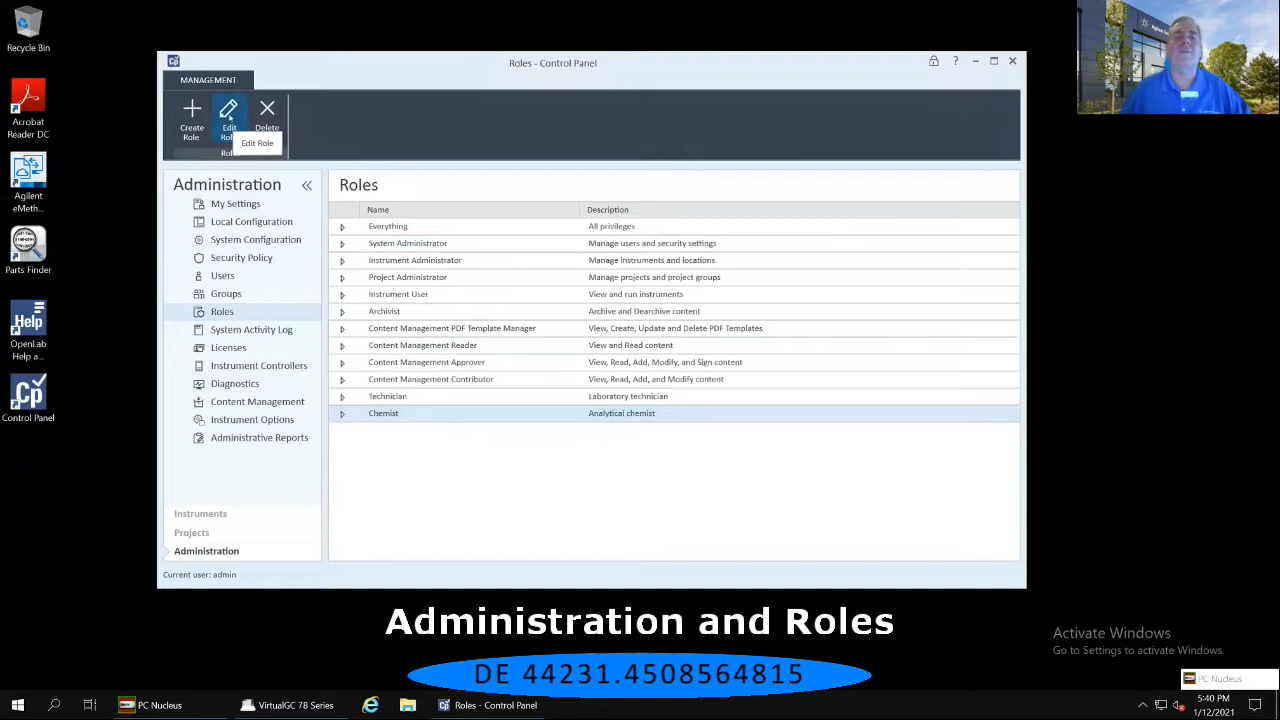 Recycle Bin
Acrobat
Reader DC
Agilent
eMeth...
Parts Finder
OpenLab
Help a...
Control Panel
Roles - Control Panel
?
MANAGEMENT
Create
Role
Edit
Delete
Edit Role
Administration
My Settings
Local Configuration
System Configuration
Security Policy
Users
Groups
Roles
System Activity Log
Licenses
Instrument Controllers
Diagnostics
Content Management
Instrument Options
Administrative Reports
Instruments
Projects
Administration
Current user: admin
Roles
Name Description
Everything All privileges
System Administrator Manage users and security settings
Instrument Administrator Manage instruments and locations
Project Administrator Manage projects and project groups
Instrument User View and run instruments
Archivist Archive and Dearchive content
Content Management PDF Template Manager View, Create, Update and Delete PDF Templates
Content Management Reader View and Read content
Content Management Approver View, Read, Add, Modify, and Sign content
Content Management Contributor View, Read, Add, and Modify content
Technician Laboratory technician
Chemist Analytical chemist
Administration and Roles
DE 44231.4508564815
Activate Windows
Go to Settings to activate Windows.
PC Nucleus
PC Nucleus
VirtualGC 7B Series
Roles - Control Panel
5:40 PM
1/12/2021